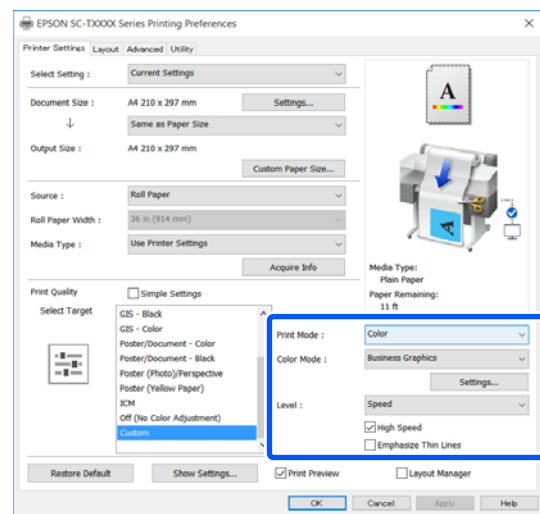 EPSON SC-TXXXX Series Printing Preferences
Printer Settings Layout Advanced Utility
Select Setting : Current Settings
Document Size : A4 210 x 297 mm Settings...
Same as Paper Size
Output Size : A4 210 x 297 mm
Custom Paper Size...
Source : Roll Paper
Roll Paper Width : 36 in (914 mm)
Media Type : Use Printer Settings
Acquire Info
A
Media Type:
Plain Paper
Paper Remaining:
11 ft
Print Quality Simple Settings
Select Target
GIS - Black
GIS - Color
Poster/Document - Color
Poster/Document - Black
Poster (Photo)/Perspective
Poster (Yellow Paper)
ICM
Off (No Color Adjustment)
Custom
Print Mode : Color
Color Mode : Business Graphics
Settings...
Level : Speed
High Speed
Emphasize Thin Lines
Restore Default Show Settings... Print Preview Layout Manager
OK Cancel Apply Help